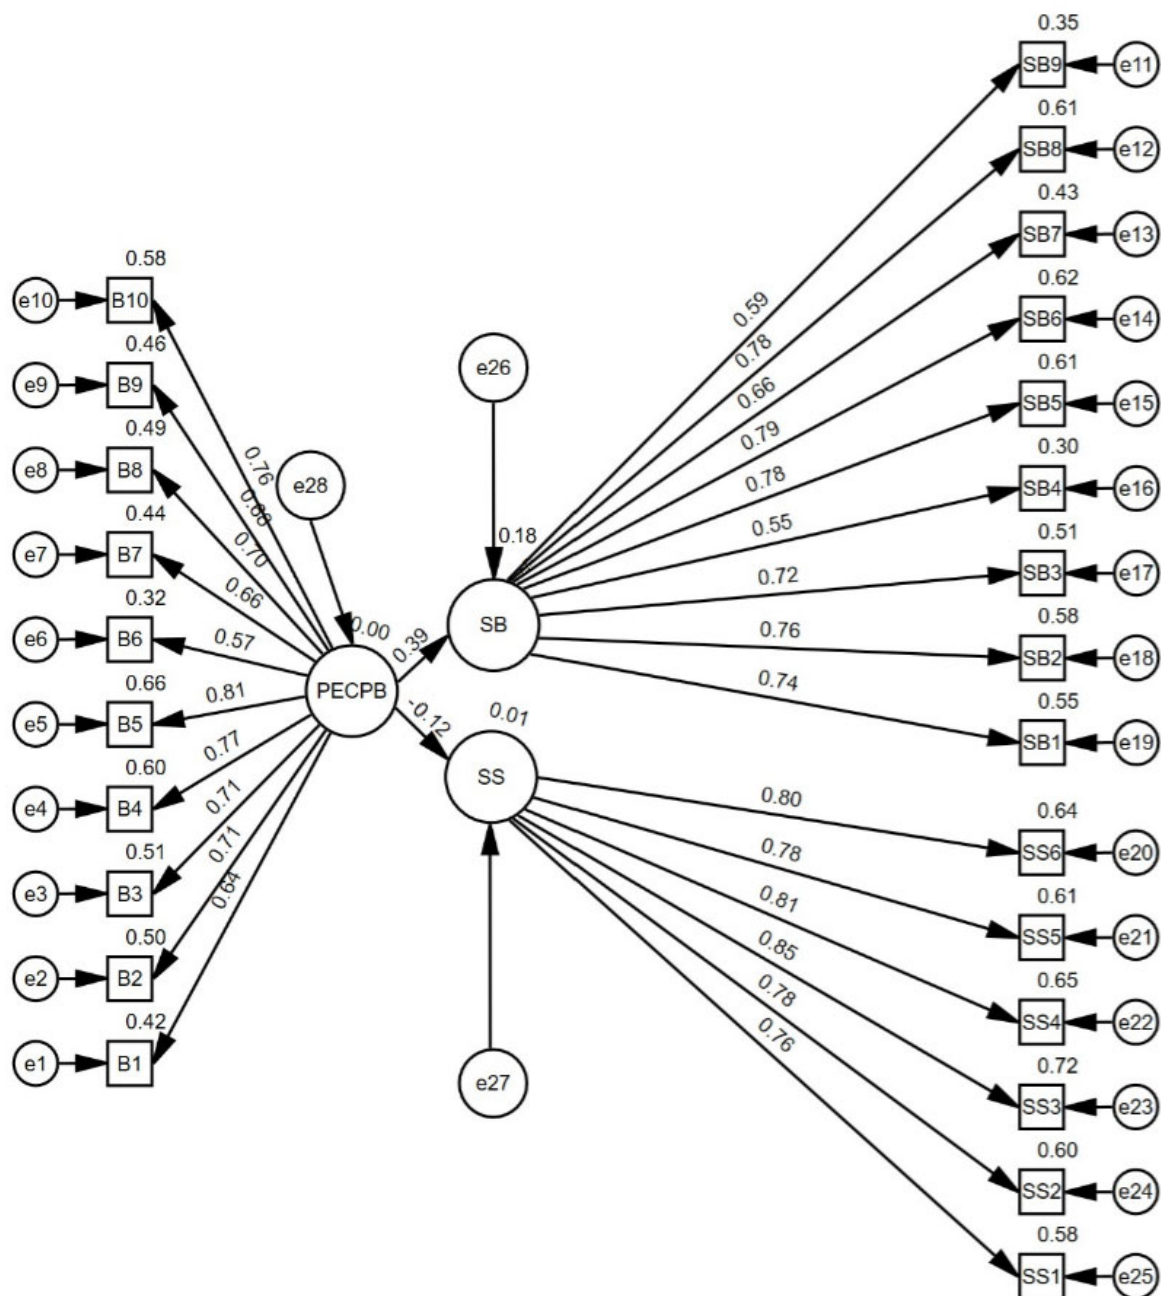 0.35
SB9
e11
0.61
SB8
e12
0.43
SB7
e13
0.62
SB6
e14
0.61
SB5
e15
0.30
SB4
e16
0.51
SB3
e17
0.58
SB2
e18
0.55
SB1
e19
0.64
SS6
e20
0.61
SS5
e21
0.65
SS4
e22
0.72
SS3
e23
0.60
SS2
e24
0.58
SS1
e25
0.59
0.78
0.66
0.79
0.78
0.55
0.72
0.76
0.74
0.80
0.78
0.81
0.85
0.78
0.76
e26
0.18
SB
0.39
-0.12
0.01
SS
e27
e28
0.00
PECPB
0.76
0.68
0.70
0.66
0.57
0.81
0.77
0.71
0.71
0.64
0.58
e10
B10
0.46
e9
B9
0.49
e8
B8
0.44
e7
B7
0.32
e6
B6
0.66
e5
B5
0.60
e4
B4
0.51
e3
B3
0.50
e2
B2
0.42
e1
B1